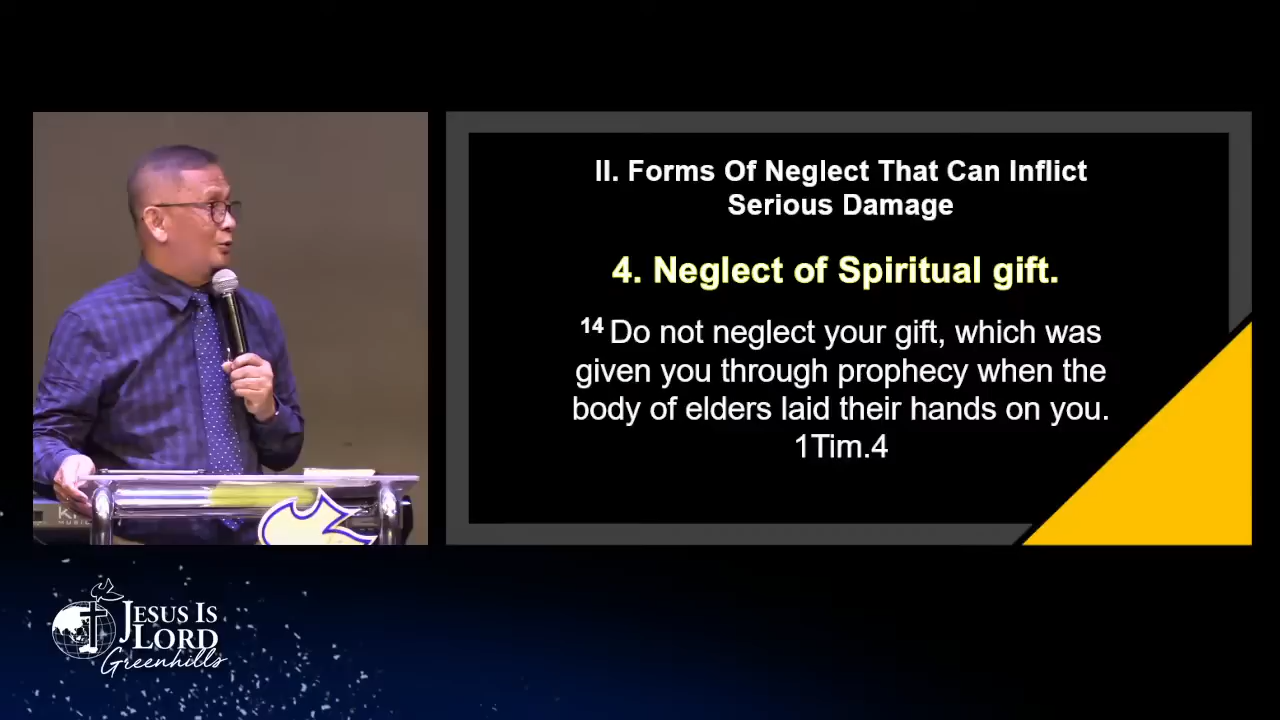 II. Forms Of Neglect That Can Inflict
Serious Damage
4. Neglect of Spiritual gift.
14 Do not neglect your gift, which was
given you through prophecy when the
body of elders laid their hands on you.
1Tim.4
JESUS IS
LORD
Greenhills